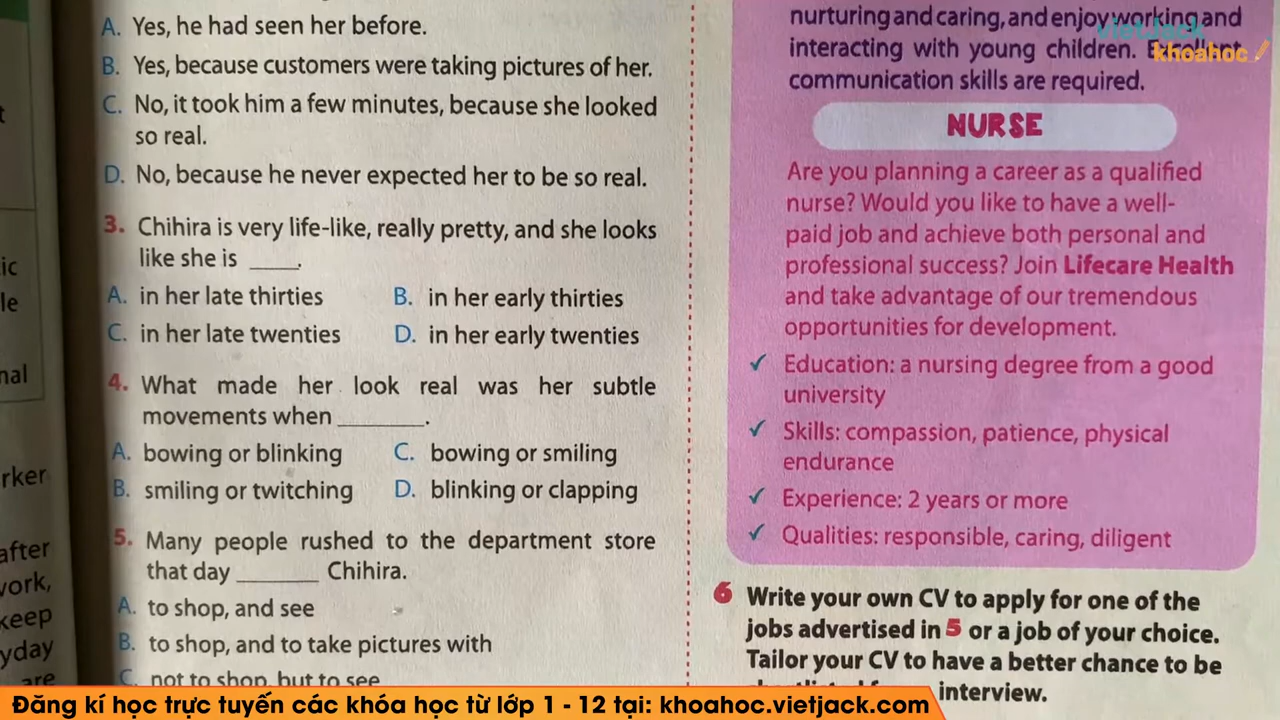 A. Yes, he had seen her before.
B. Yes, because customers were taking pictures of her.
C. No, it took him a few minutes, because she looked
so real.
D. No, because he never expected her to be so real.
3. Chihira is very life-like, really pretty, and she looks
like she is ____.
A. in her late thirties B. in her early thirties
C. in her late twenties D. in her early twenties
4. What made her look real was her subtle
movements when ________.
A. bowing or blinking C. bowing or smiling
B. smiling or twitching D. blinking or clapping
5. Many people rushed to the department store
that day _______ Chihira.
A. to shop, and see
B. to shop, and to take pictures with
C. not to shop, but to see
nurturing and caring, and enjoy working and
interacting with young children. Excellent
communication skills are required.
NURSE
Are you planning a career as a qualified
nurse? Would you like to have a well-
paid job and achieve both personal and
professional success? Join Lifecare Health
and take advantage of our tremendous
opportunities for development.
✓ Education: a nursing degree from a good
university
✓ Skills: compassion, patience, physical
endurance
✓ Experience: 2 years or more
✓ Qualities: responsible, caring, diligent
6 Write your own CV to apply for one of the
jobs advertised in 5 or a job of your choice.
Tailor your CV to have a better chance to be
interview.
ic
le
nal
rker
after
work,
keep
yday
are
vietJack
khoahoc
Đăng kí học trực tuyến các khóa học từ lớp 1 - 12 tại: khoahoc.vietjack.com